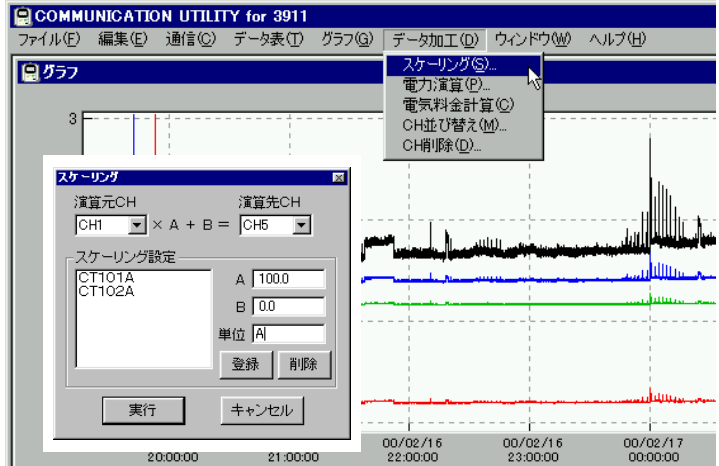 COMMUNICATION UTILITY for 3911
ファイル(F) 編集(E) 通信(C) データ表(T) グラフ(G) データ加工(D) ウィンドウ(W) ヘルプ(H)
グラフ
スケーリング(S)...
電力演算(P)...
電気料金計算(C)
CH並び替え(M)...
CH削除(D)...
3
スケーリング
演算元CH 演算先CH
CH1 × A + B = CH5
スケーリング設定
CT101A
CT102A
A 100.0
B 0.0
単位 A
登録 削除
実行 キャンセル
00/02/16 00/02/16 00/02/17
20:00:00 21:00:00 22:00:00 23:00:00 00:00:00